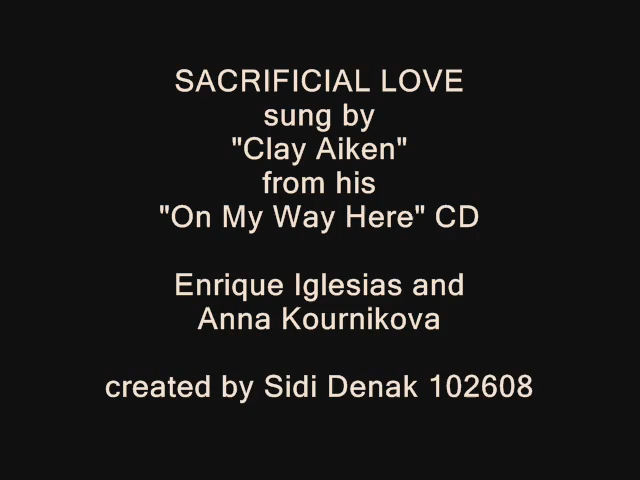 SACRIFICIAL LOVE
sung by
"Clay Aiken"
from his
"On My Way Here" CD
Enrique Iglesias and
Anna Kournikova
created by Sidi Denak 102608